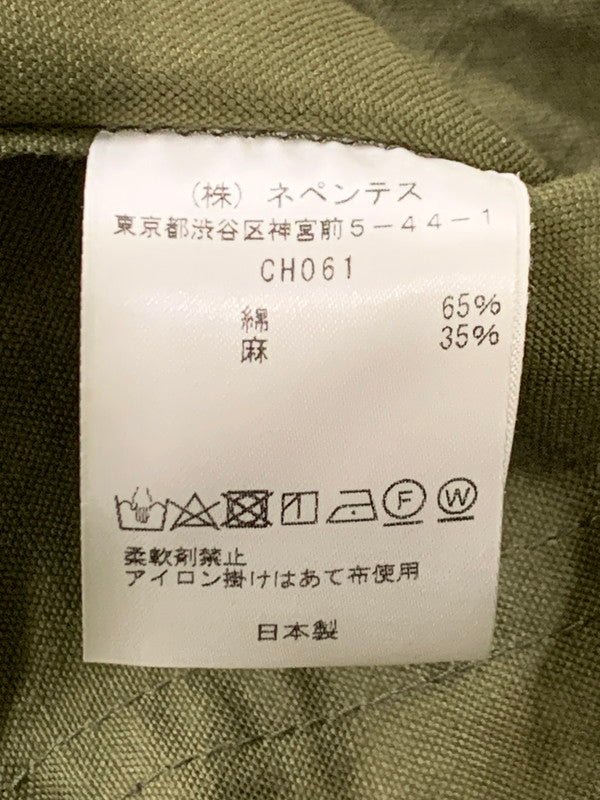 （株）ネペンテス
東京都渋谷区神宮前５－４４－１
CH061
綿 65%
麻 35%
F W
柔軟剤禁止
アイロン掛けはあて布使用
日本製